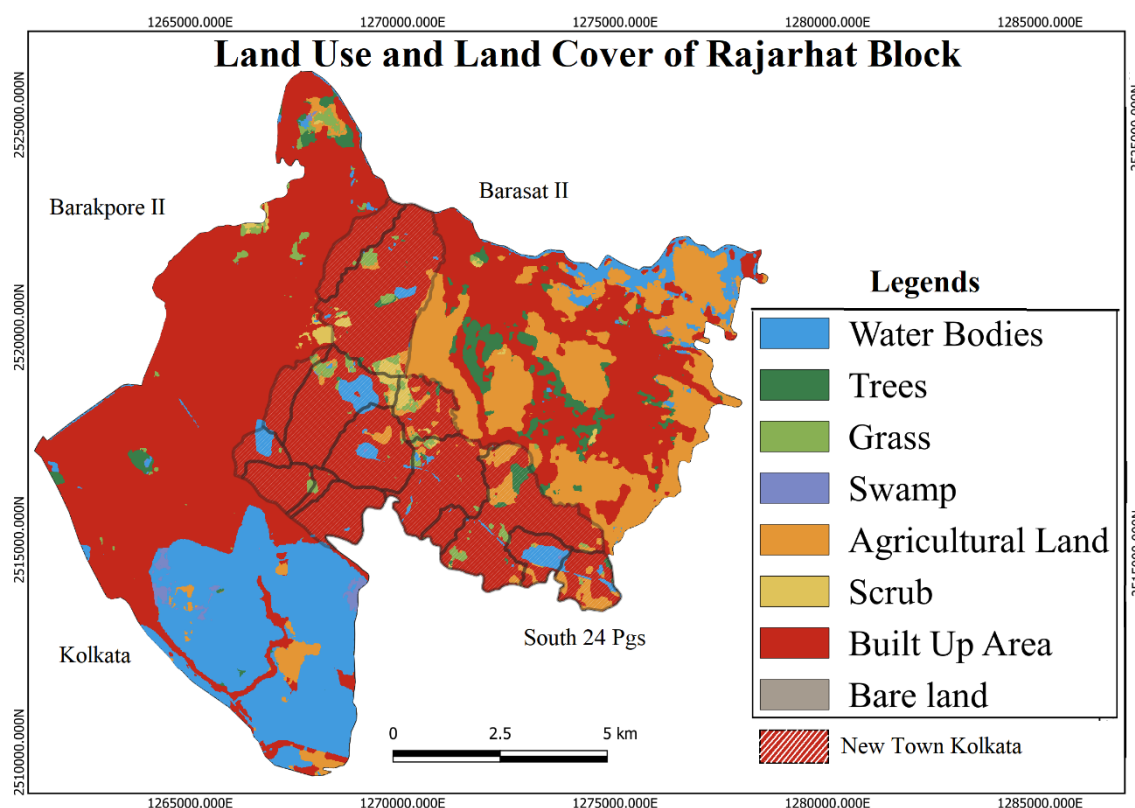 1265000.000E 1270000.000E 1275000.000E 1280000.000E 1285000.000E
Land Use and Land Cover of Rajarhat Block
2525000.000N
2520000.000N
2515000.000N
2510000.000N
Barakpore II
Barasat II
Kolkata
South 24 Pgs
0 2.5 5 km
Legends
Water Bodies
Trees
Grass
Swamp
Agricultural Land
Scrub
Built Up Area
Bare land
New Town Kolkata
1265000.000E 1270000.000E 1275000.000E 1280000.000E 1285000.000E